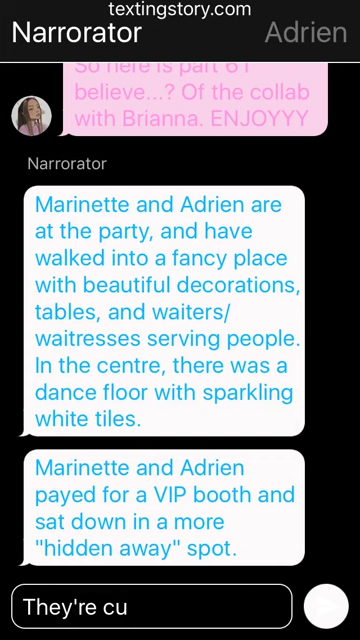 textingstory.com
Narrorator Adrien
So here is part 61
believe...? Of the collab
with Brianna. ENJOYYY
Narrorator
Marinette and Adrien are
at the party, and have
walked into a fancy place
with beautiful decorations,
tables, and waiters/
waitresses serving people.
In the centre, there was a
dance floor with sparkling
white tiles.
Marinette and Adrien
payed for a VIP booth and
sat down in a more
"hidden away" spot.
They're cu